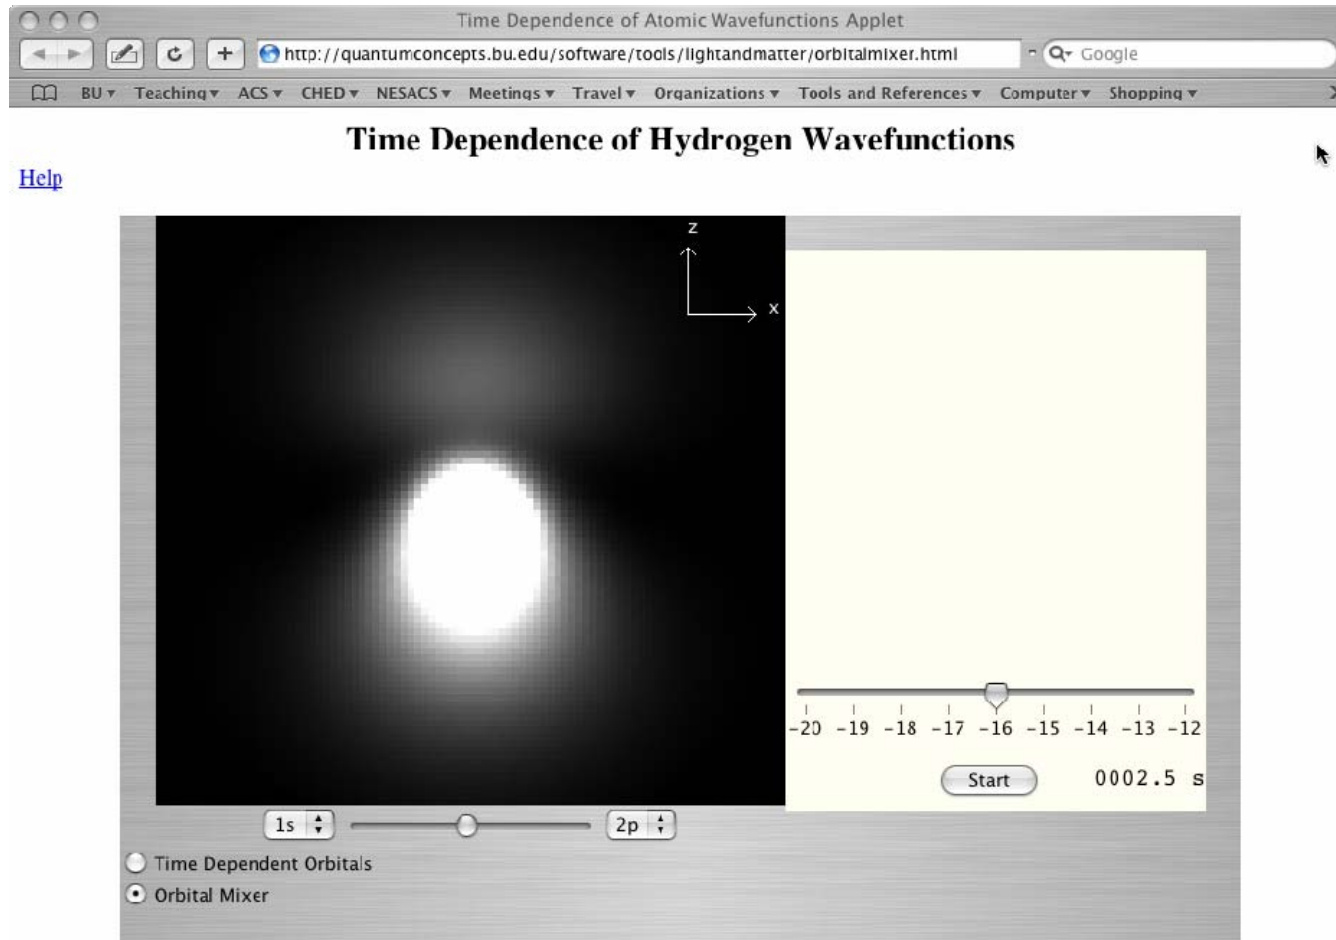 Time Dependence of Atomic Wavefunctions Applet
http://quantumconcepts.bu.edu/software/tools/lightandmatter/orbitalmixer.html
Google
BU Teaching ACS CHED NESACS Meetings Travel Organizations Tools and References Computer Shopping
Time Dependence of Hydrogen Wavefunctions
Help
z
x
-20 -19 -18 -17 -16 -15 -14 -13 -12
Start 0002.5 s
1s 2p
Time Dependent Orbitals
Orbital Mixer